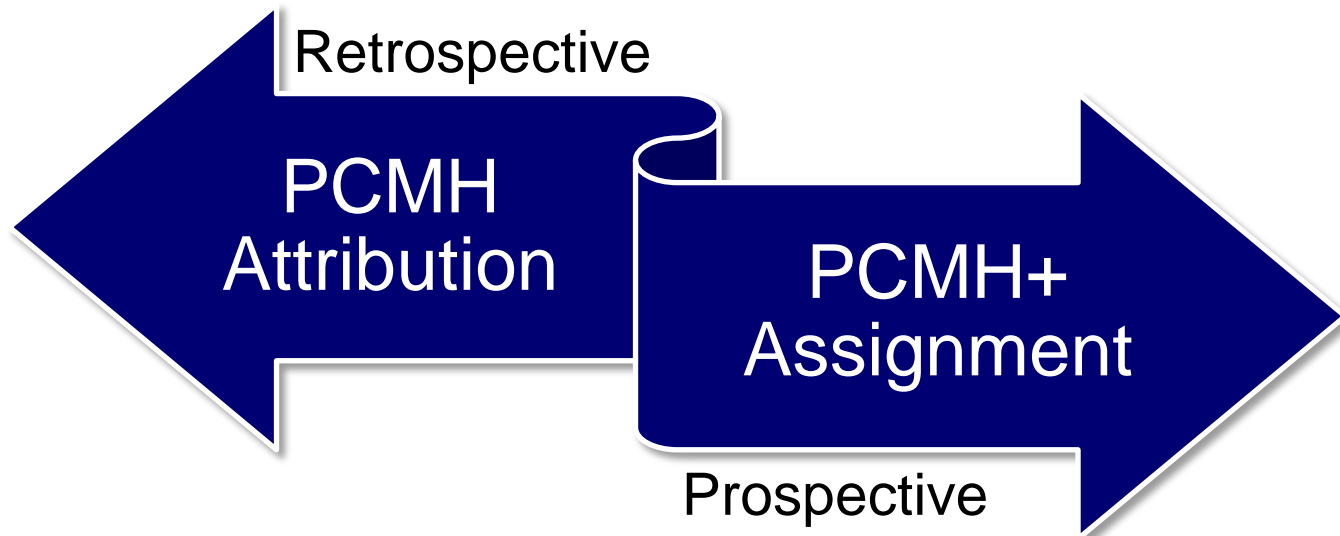 Retrospective
PCMH
Attribution
PCMH+
Assignment
Prospective